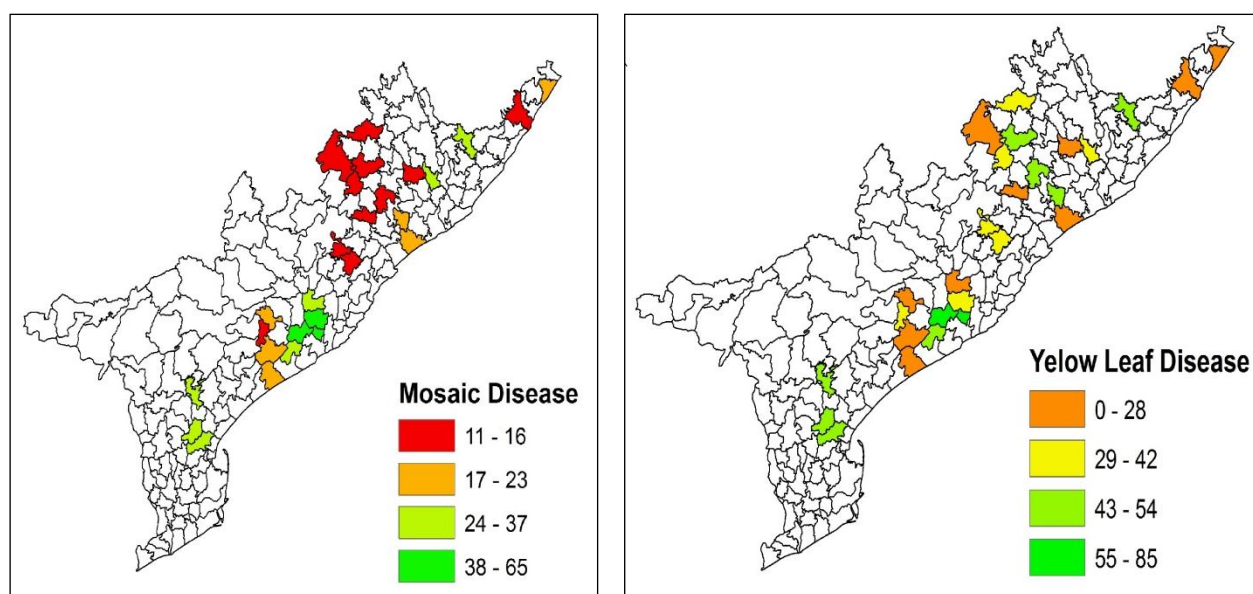 Mosaic Disease
11 - 16
17 - 23
24 - 37
38 - 65
Yelow Leaf Disease
0 - 28
29 - 42
43 - 54
55 - 85